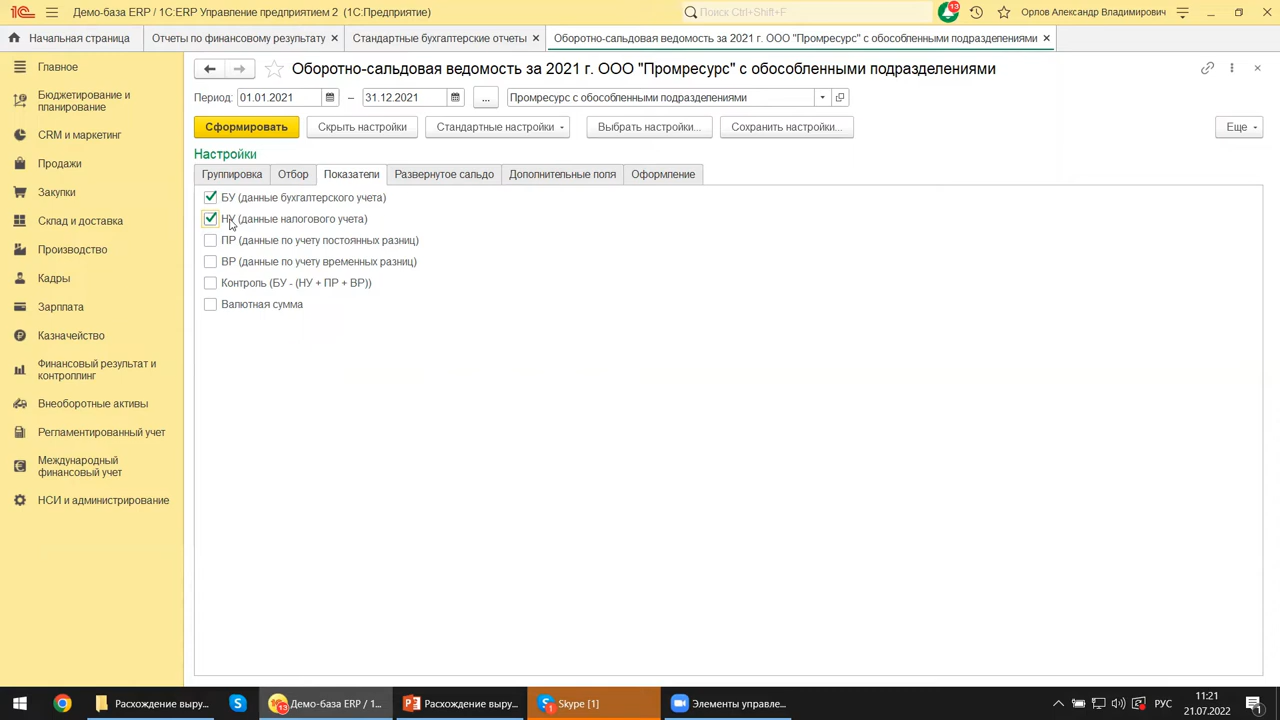 Демо-база ERP / 1С:ERP Управление предприятием 2 (1С:Предприятие)
Поиск Ctrl+Shift+F
13
Орлов Александр Владимирович
Начальная страница
Отчеты по финансовому результату
Стандартные бухгалтерские отчеты
Оборотно-сальдовая ведомость за 2021 г. ООО "Промресурс" с обособленными подразделениями
Главное
Бюджетирование и
планирование
CRM и маркетинг
Продажи
Закупки
Склад и доставка
Производство
Кадры
Зарплата
Казначейство
Финансовый результат и
контроллинг
Внеоборотные активы
Регламентированный учет
Международный
финансовый учет
НСИ и администрирование
Оборотно-сальдовая ведомость за 2021 г. ООО "Промресурс" с обособленными подразделениями
Период: 01.01.2021 – 31.12.2021 ... Промресурс с обособленными подразделениями
Сформировать Скрыть настройки Стандартные настройки Выбрать настройки... Сохранить настройки... Еще
Настройки
Группировка Отбор Показатели Развернутое сальдо Дополнительные поля Оформление
БУ (данные бухгалтерского учета)
НУ (данные налогового учета)
ПР (данные по учету постоянных разниц)
ВР (данные по учету временных разниц)
Контроль (БУ - (НУ + ПР + ВР))
Валютная сумма
Расхождение выру...
13
Демо-база ERP / 1...
Расхождение выру...
1
Skype [1]
Элементы управле...
РУС
11:21
21.07.2022
1